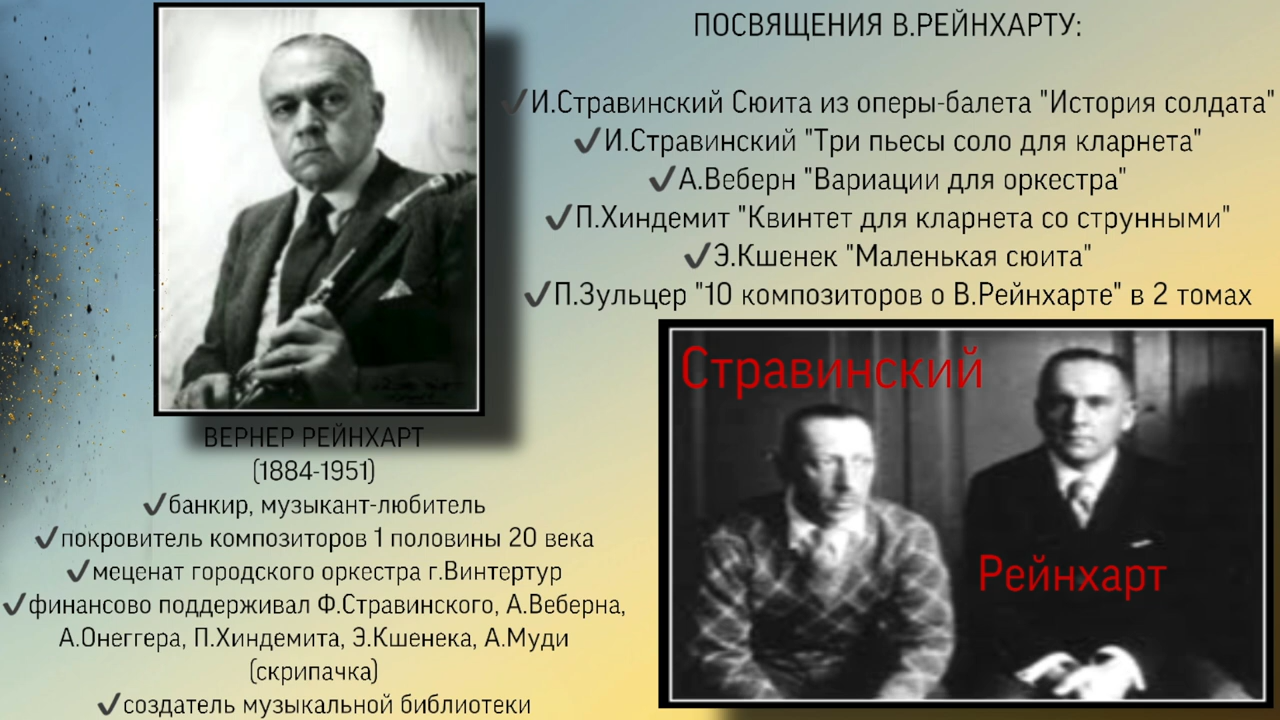 ПОСВЯЩЕНИЯ В.РЕЙНХАРТУ:
✔И.Стравинский Сюита из оперы-балета "История солдата"
✔И.Стравинский "Три пьесы соло для кларнета"
✔А.Веберн "Вариации для оркестра"
✔П.Хиндемит "Квинтет для кларнета со струнными"
✔Э.Кшенек "Маленькая сюита"
✔П.Зульцер "10 композиторов о В.Рейнхарте" в 2 томах
ВЕРНЕР РЕЙНХАРТ
(1884-1951)
✔банкир, музыкант-любитель
✔покровитель композиторов 1 половины 20 века
✔меценат городского оркестра г.Винтертур
✔финансово поддерживал Ф.Стравинского, А.Веберна,
А.Онеггера, П.Хиндемита, Э.Кшенека, А.Муди
(скрипачка)
✔создатель музыкальной библиотеки
Стравинский
Рейнхарт